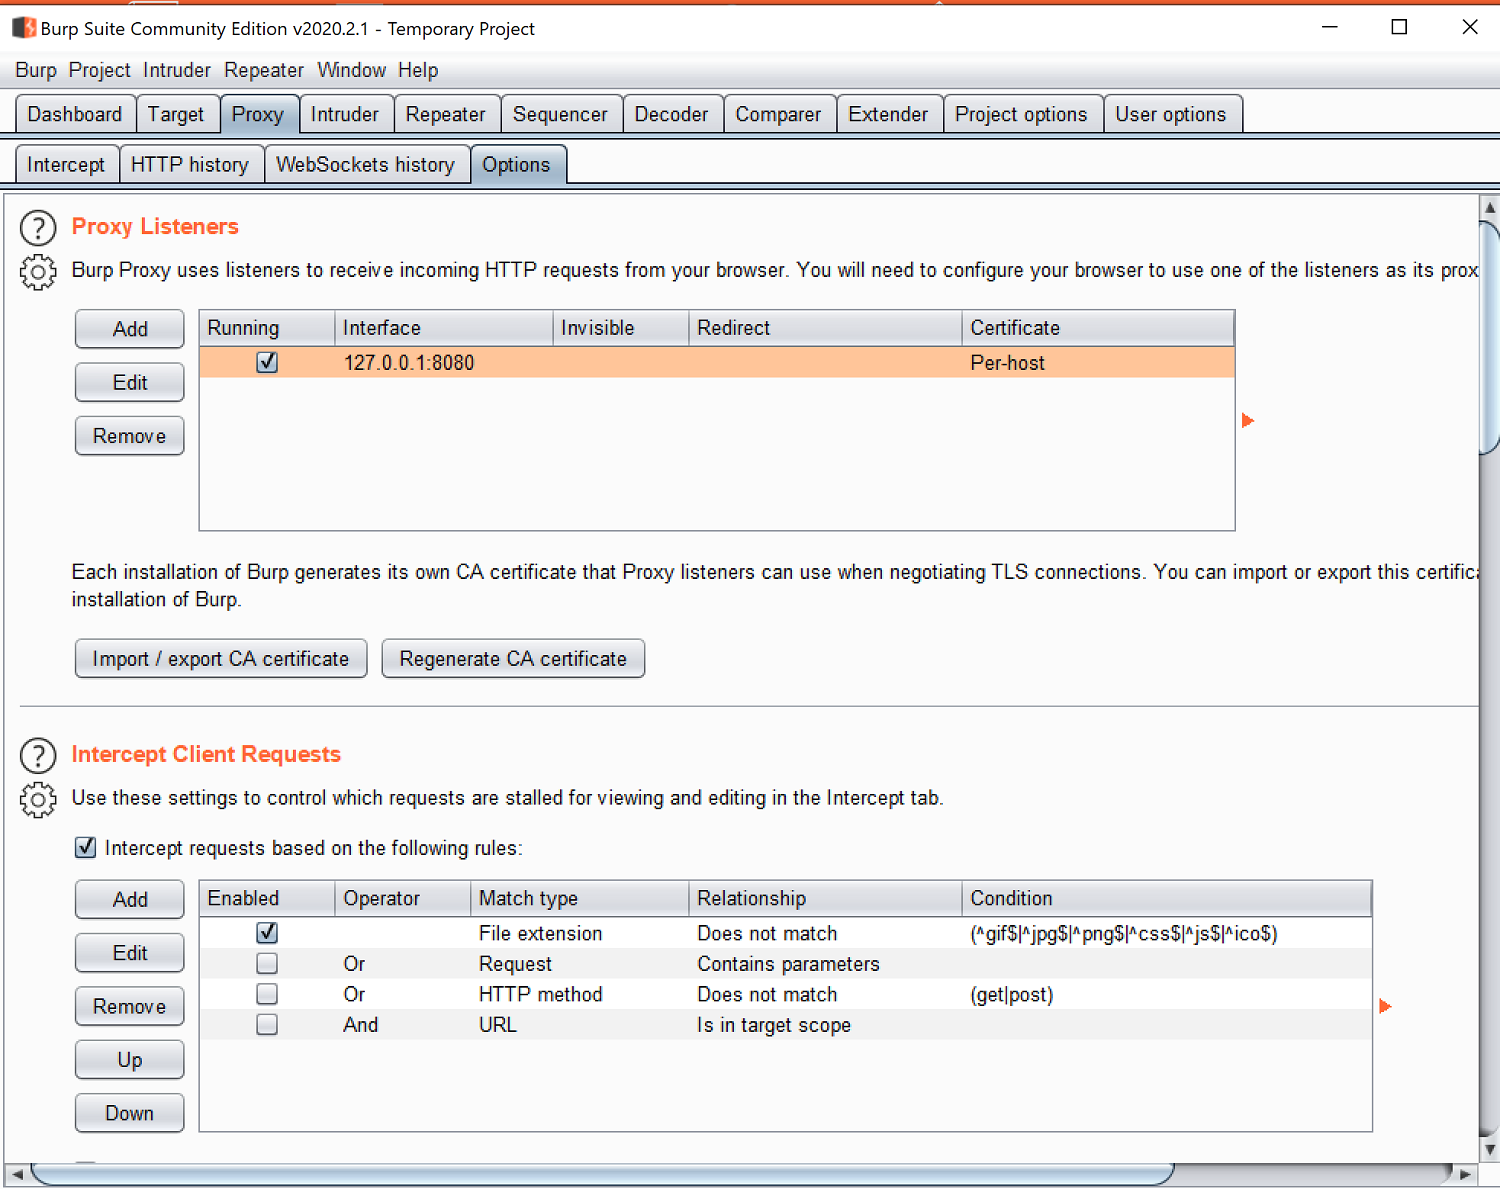 Burp Suite Community Edition v2020.2.1 - Temporary Project
Burp Project Intruder Repeater Window Help
Dashboard Target Proxy Intruder Repeater Sequencer Decoder Comparer Extender Project options User options
Intercept HTTP history WebSockets history Options
? Proxy Listeners
Burp Proxy uses listeners to receive incoming HTTP requests from your browser. You will need to configure your browser to use one of the listeners as its prox
Add Running Interface Invisible Redirect Certificate
127.0.0.1:8080 Per-host
Edit
Remove
Each installation of Burp generates its own CA certificate that Proxy listeners can use when negotiating TLS connections. You can import or export this certific
installation of Burp.
Import / export CA certificate Regenerate CA certificate
? Intercept Client Requests
Use these settings to control which requests are stalled for viewing and editing in the Intercept tab.
Intercept requests based on the following rules:
Add Enabled Operator Match type Relationship Condition
File extension Does not match (^gif$|^jpg$|^png$|^css$|^js$|^ico$)
Edit Or Request Contains parameters
Remove Or HTTP method Does not match (get|post)
And URL Is in target scope
Up
Down